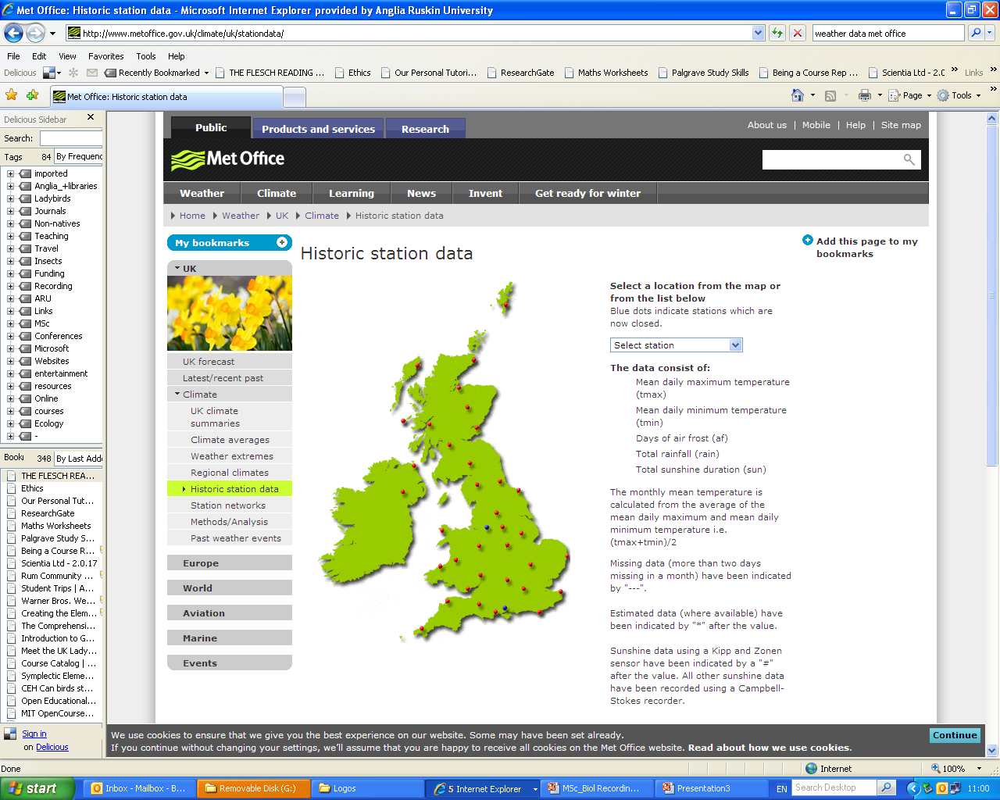 Met Office: Historic station data - Microsoft Internet Explorer provided by Anglia Ruskin University
http://www.metoffice.gov.uk/climate/uk/stationdata/
weather data met office
File Edit View Favorites Tools Help
Delicious Recently Bookmarked THE FLESCH READING ... Ethics Our Personal Tutori... ResearchGate Maths Worksheets Palgrave Study Skills Being a Course Rep ... Scientia Ltd - 2.0 Links
Met Office: Historic station data
Page Tools
Delicious Sidebar
Search:
Tags 84 By Frequenc
imported
Anglia_+libraries
Ladybirds
Journals
Non-natives
Teaching
Travel
Insects
Funding
Recording
ARU
Links
MSc
Conferences
Microsoft
Websites
entertainment
resources
Online
courses
Ecology
-
Book 348 By Last Adde
THE FLESCH REA...
Ethics
Our Personal Tut...
ResearchGate
Maths Worksheets
Palgrave Study S...
Being a Course R...
Scientia Ltd - 2.0.17
Rum Community ...
Student Trips | A...
Warner Bros. We...
Creating the Elem...
The Comprehensi...
Introduction to G...
Meet the UK Lady...
Course Catalog | ...
Symplectic Eleme...
CEH Can birds st...
Open Educational...
MIT OpenCourse...
Sign in
on Delicious
Public Products and services Research
About us | Mobile | Help | Site map
Met Office
Weather Climate Learning News Invent Get ready for winter
Home Weather UK Climate Historic station data
My bookmarks
UK
UK forecast
Latest/recent past
Climate
UK climate
summaries
Climate averages
Weather extremes
Regional climates
Historic station data
Station networks
Methods/Analysis
Past weather events
Europe
World
Aviation
Marine
Events
Historic station data
Add this page to my
bookmarks
Select a location from the map or
from the list below
Blue dots indicate stations which are
now closed.
Select station
The data consist of:
Mean daily maximum temperature
(tmax)
Mean daily minimum temperature
(tmin)
Days of air frost (af)
Total rainfall (rain)
Total sunshine duration (sun)
The monthly mean temperature is
calculated from the average of the
mean daily maximum and mean daily
minimum temperature i.e.
(tmax+tmin)/2
Missing data (more than two days
missing in a month) have been indicated
by "---".
Estimated data (where available) have
been indicated by "*" after the value.
Sunshine data using a Kipp and Zonen
sensor have been indicated by a "#"
after the value. All other sunshine data
have been recorded using a Campbell-
Stokes recorder.
We use cookies to ensure that we give you the best experience on our website. Some may have been set already.
If you continue without changing your settings, we'll assume that you are happy to receive all cookies on the Met Office website. Read about how we use cookies.
Continue
Done Internet 100%
start Inbox - Mailbox - B... Removable Disk (G:) Logos 5 Internet Explorer MSc_Biol Recordin... Presentation3 EN Search Desktop 11:00